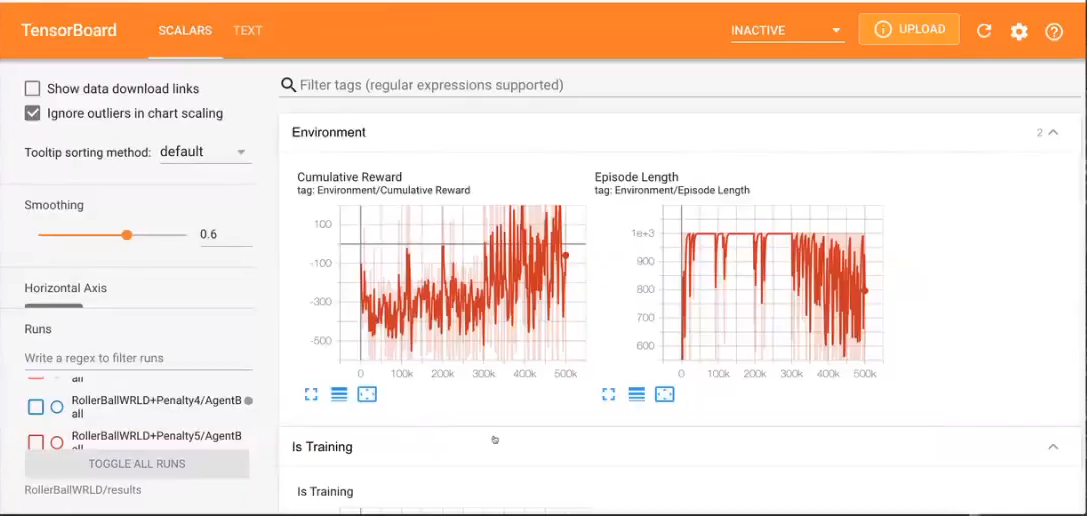 TensorBoard
SCALARS
TEXT
INACTIVE
UPLOAD
Show data download links
Ignore outliers in chart scaling
Tooltip sorting method: default
Smoothing
0.6
Horizontal Axis
Runs
Write a regex to filter runs
all
RollerBallWRLD+Penalty4/AgentB
all
RollerBallWRLD+Penalty5/AgentB
all
TOGGLE ALL RUNS
RollerBallWRLD/results
Filter tags (regular expressions supported)
Environment
2
Cumulative Reward
tag: Environment/Cumulative Reward
100
-100
-300
-500
0 100k 200k 300k 400k 500k
Episode Length
tag: Environment/Episode Length
1e+3
900
800
700
600
0 100k 200k 300k 400k 500k
Is Training
Is Training